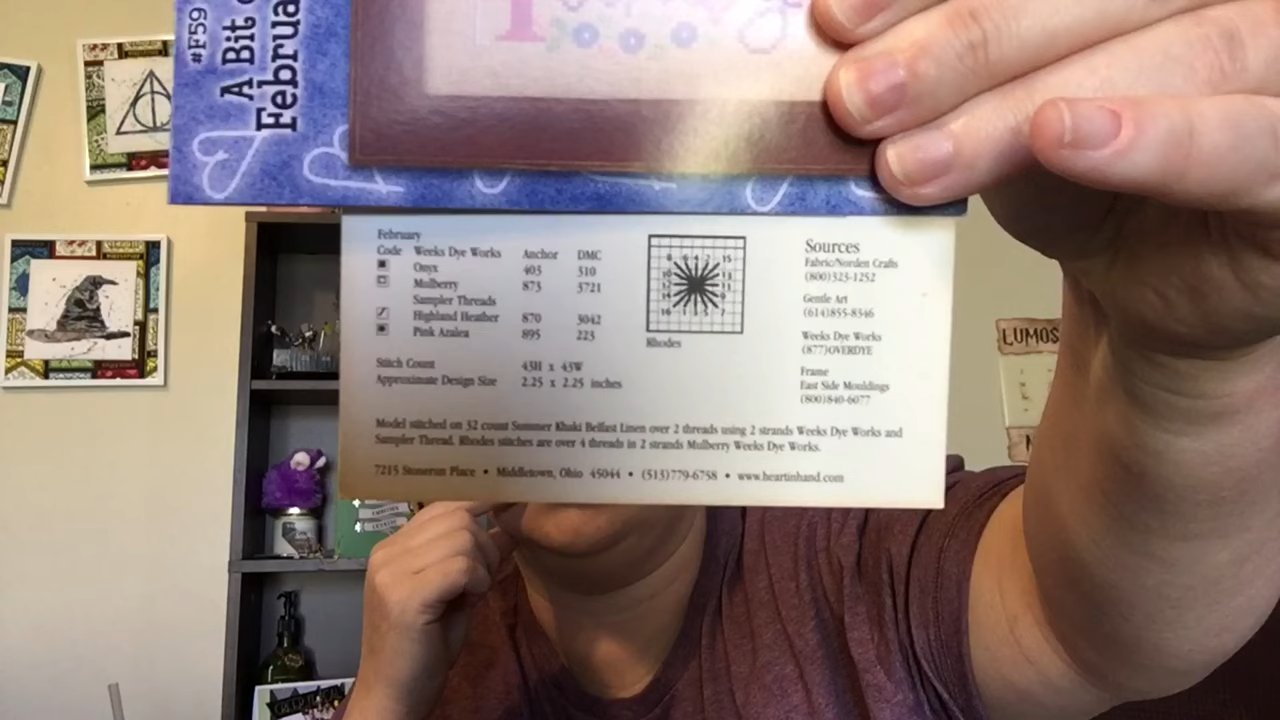 #F59
A Bit
Februa
February
Code Weeks Dye Works Anchor DMC
Onyx 403 310
Mulberry 873 3721
Sampler Threads
Highland Heather 870 3042
Pink Azalea 895 223
Stitch Count 43H x 43W
Approximate Design Size 2.25 x 2.25 inches
Rhodes
Sources
Fabric/Norden Crafts
(800)323-1252
Gentle Art
(614)855-8346
Weeks Dye Works
(877)OVERDYE
Frame
East Side Mouldings
(800)840-6077
Model stitched on 32 count Summer Khaki Belfast Linen over 2 threads using 2 strands Weeks Dye Works and
Sampler Thread. Rhodes stitches are over 4 threads in 2 strands Mulberry Weeks Dye Works.
7215 Stonerun Place • Middletown, Ohio 45044 • (513)779-6758 • www.heartinhand.com
LUMOS